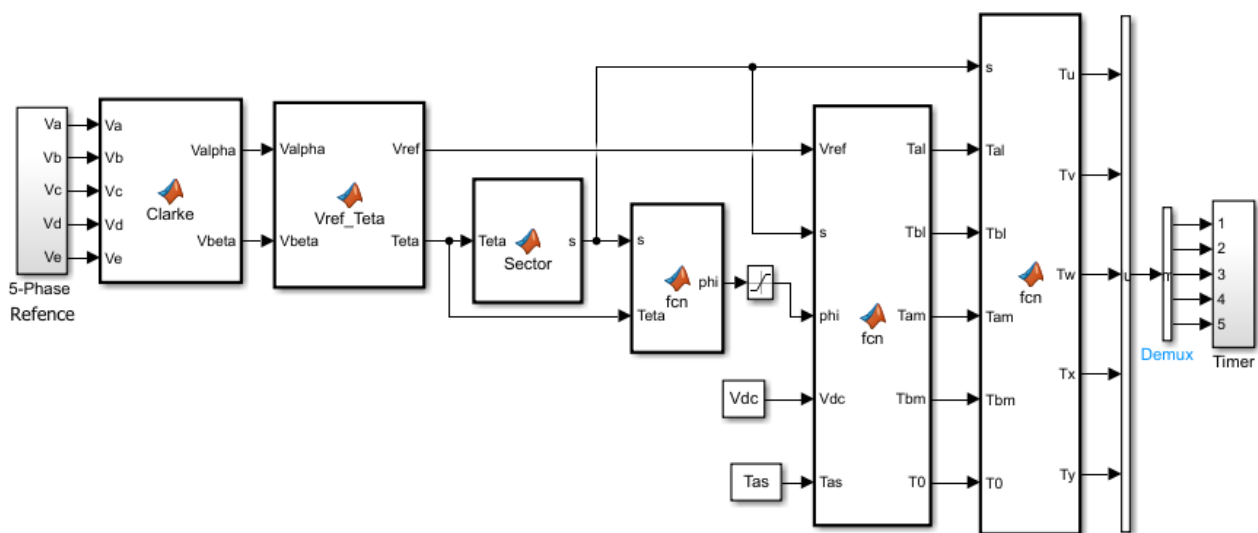 Va
Vb
Vc
Vd
Ve
5-Phase
Refence
Va
Vb
Vc
Vd
Ve
Valpha
Vbeta
Clarke
Valpha
Vbeta
Vref
Teta
Vref_Teta
Teta
s
Sector
s
Teta
phi
fcn
Vdc
Tas
Vref
s
phi
Vdc
Tas
Tal
Tbl
Tam
Tbm
T0
fcn
s
Tal
Tbl
Tam
Tbm
T0
Tu
Tv
Tw
Tx
Ty
fcn
u
m
Demux
1
2
3
4
5
Timer